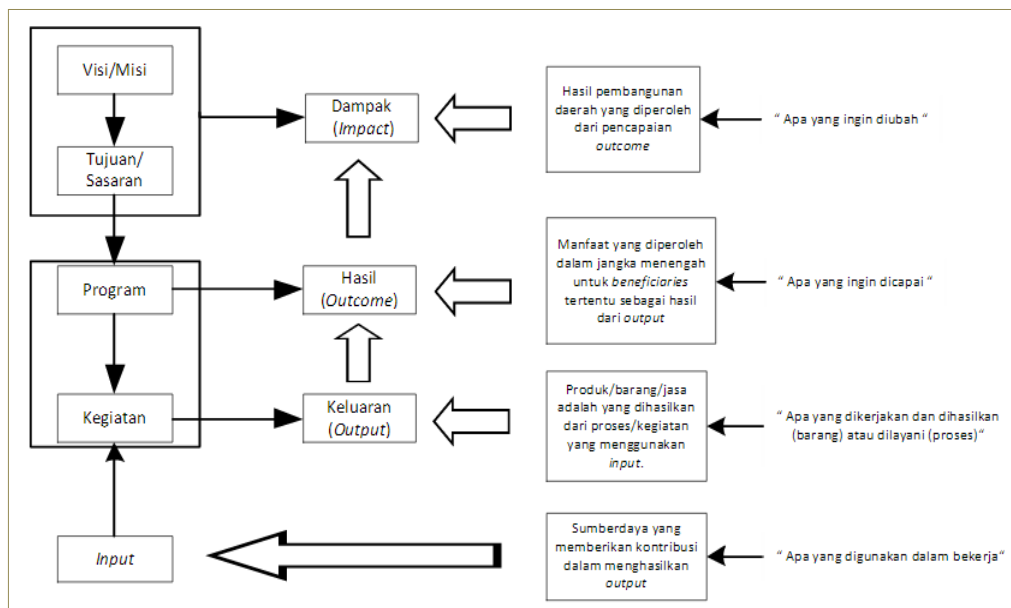 Visi/Misi
Tujuan/
Sasaran
Dampak
(Impact)
Hasil pembangunan
daerah yang diperoleh
dari pencapaian
outcome
“ Apa yang ingin diubah “
Program
Hasil
(Outcome)
Manfaat yang diperoleh
dalam jangka menengah
untuk beneficiaries
tertentu sebagai hasil
dari output
“ Apa yang ingin dicapai “
Kegiatan
Keluaran
(Output)
Produk/barang/jasa
adalah yang dihasilkan
dari proses/kegiatan
yang menggunakan
input.
“ Apa yang dikerjakan dan dihasilkan
(barang) atau dilayani (proses)“
Input
Sumberdaya yang
memberikan kontribusi
dalam menghasilkan
output
“ Apa yang digunakan dalam bekerja“